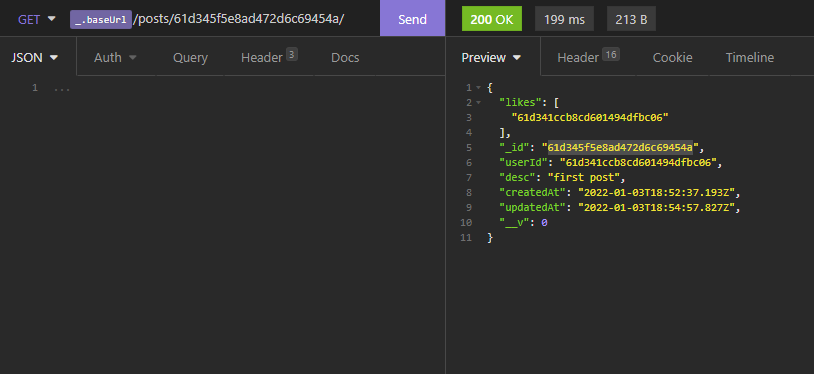 GET _.baseUrl /posts/61d345f5e8ad472d6c69454a/ Send 200 OK 199 ms 213 B
JSON Auth Query Header 3 Docs Preview Header 16 Cookie Timeline
1 ...
1 {
2 "likes": [
3 "61d341ccb8cd601494dfbc06"
4 ],
5 "_id": "61d345f5e8ad472d6c69454a",
6 "userId": "61d341ccb8cd601494dfbc06",
7 "desc": "first post",
8 "createdAt": "2022-01-03T18:52:37.193Z",
9 "updatedAt": "2022-01-03T18:54:57.827Z",
10 "__v": 0
11 }